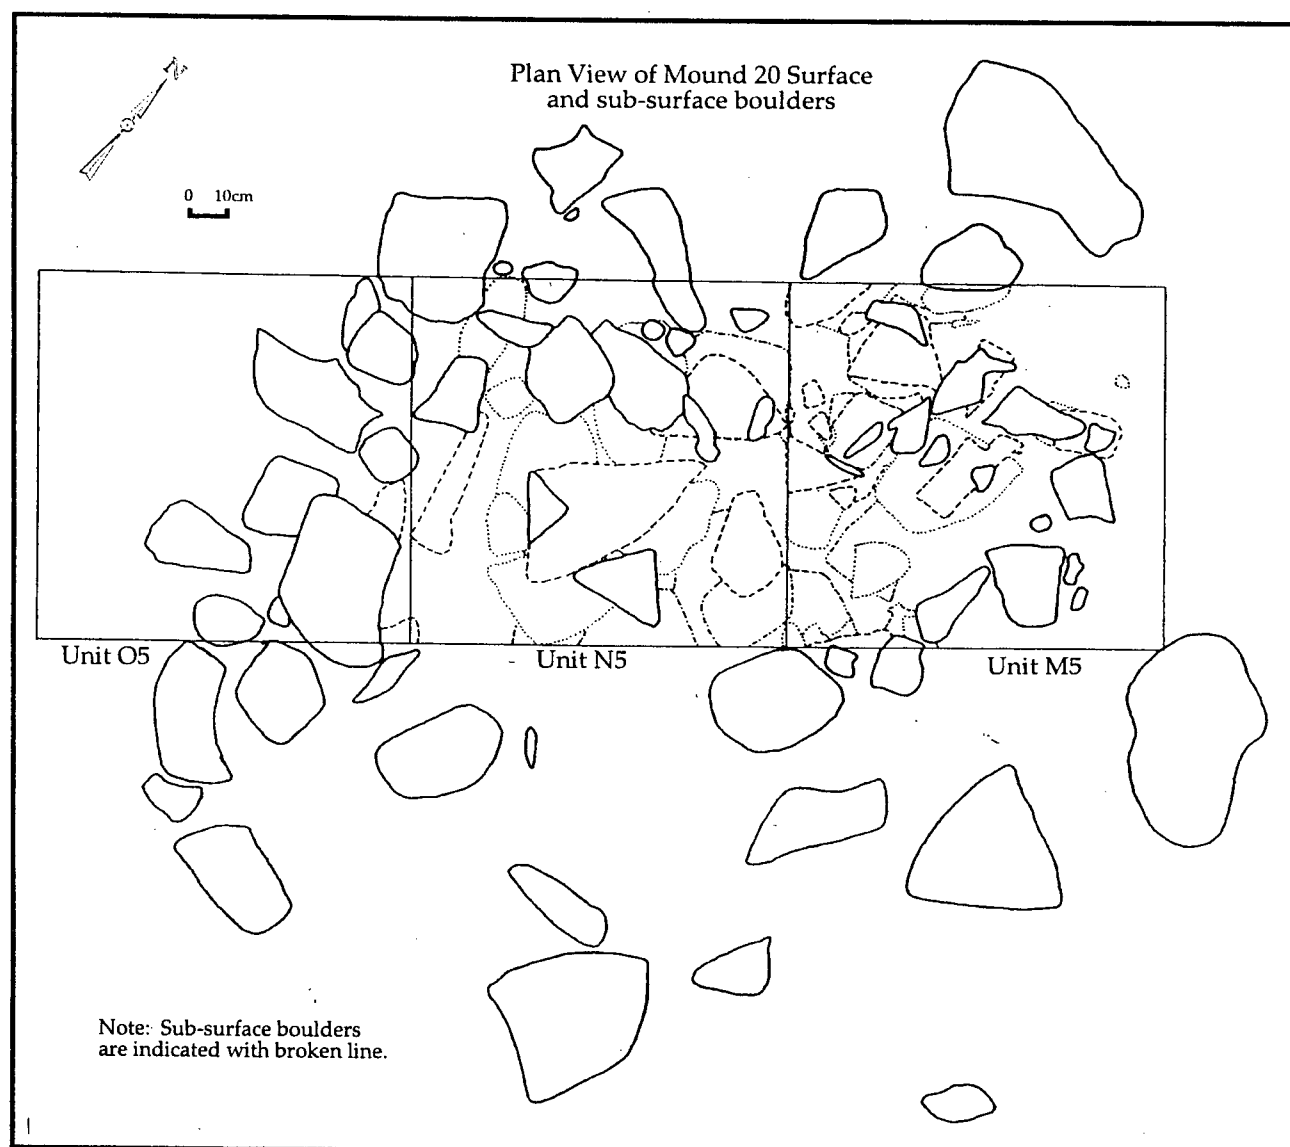 Plan View of Mound 20 Surface
and sub-surface boulders
N
0 10cm
Unit O5
Unit N5
Unit M5
Note: Sub-surface boulders
are indicated with broken line.